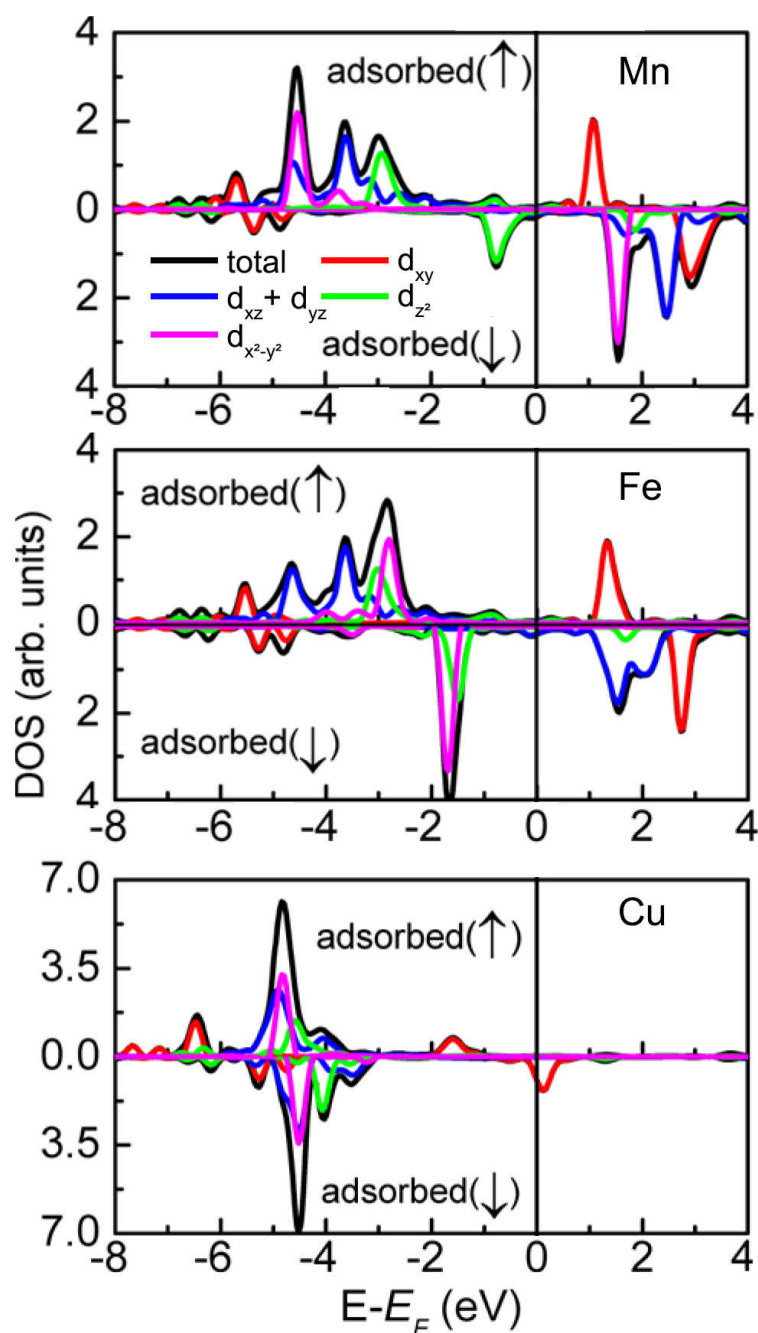 4
adsorbed(↑)
Mn
2
0
total
d_xy
2
d_xz + d_yz
d_z²
d_x²-y²
adsorbed(↓)
4
-8 -6 -4 -2 0 2 4
4
adsorbed(↑)
Fe
2
0
DOS (arb. units)
2
adsorbed(↓)
4
-8 -6 -4 -2 0 2 4
7.0
Cu
adsorbed(↑)
3.5
0.0
3.5
adsorbed(↓)
7.0
-8 -6 -4 -2 0 2 4
E-E_F (eV)